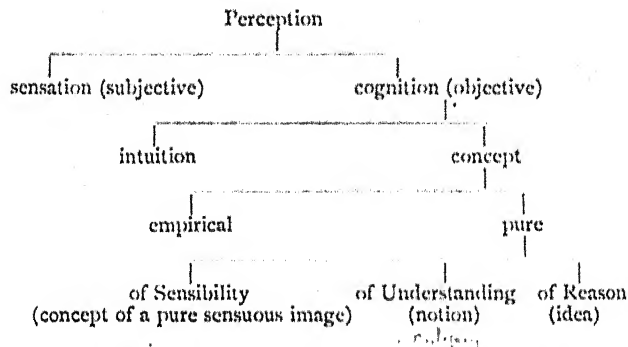 Perception
sensation (subjective) cognition (objective)
intuition concept
empirical pure
of Sensibility of Understanding of Reason
(concept of a pure sensuous image) (notion) (idea)